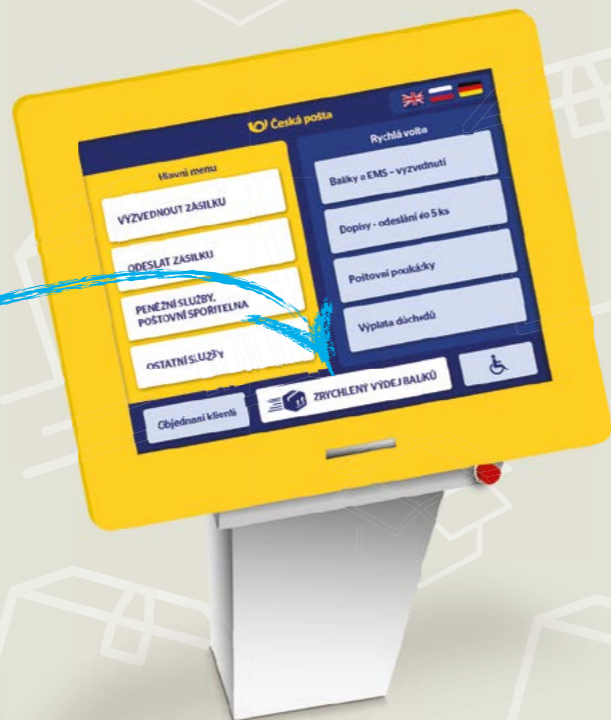 Česká pošta
Hlavní menu
VYZVEDNOUT ZÁSILKU
ODESLAT ZÁSILKU
PENĚŽNÍ SLUŽBY,
POŠTOVNÍ SPOŘITELNA
OSTATNÍ SLUŽBY
Rychlá volba
Balíky a EMS - vyzvednutí
Dopisy - odeslání do 5 ks
Poštovní poukázky
Výplata důchodů
Objednaní klienti
ZRYCHLENÝ VÝDEJ BALÍKŮ